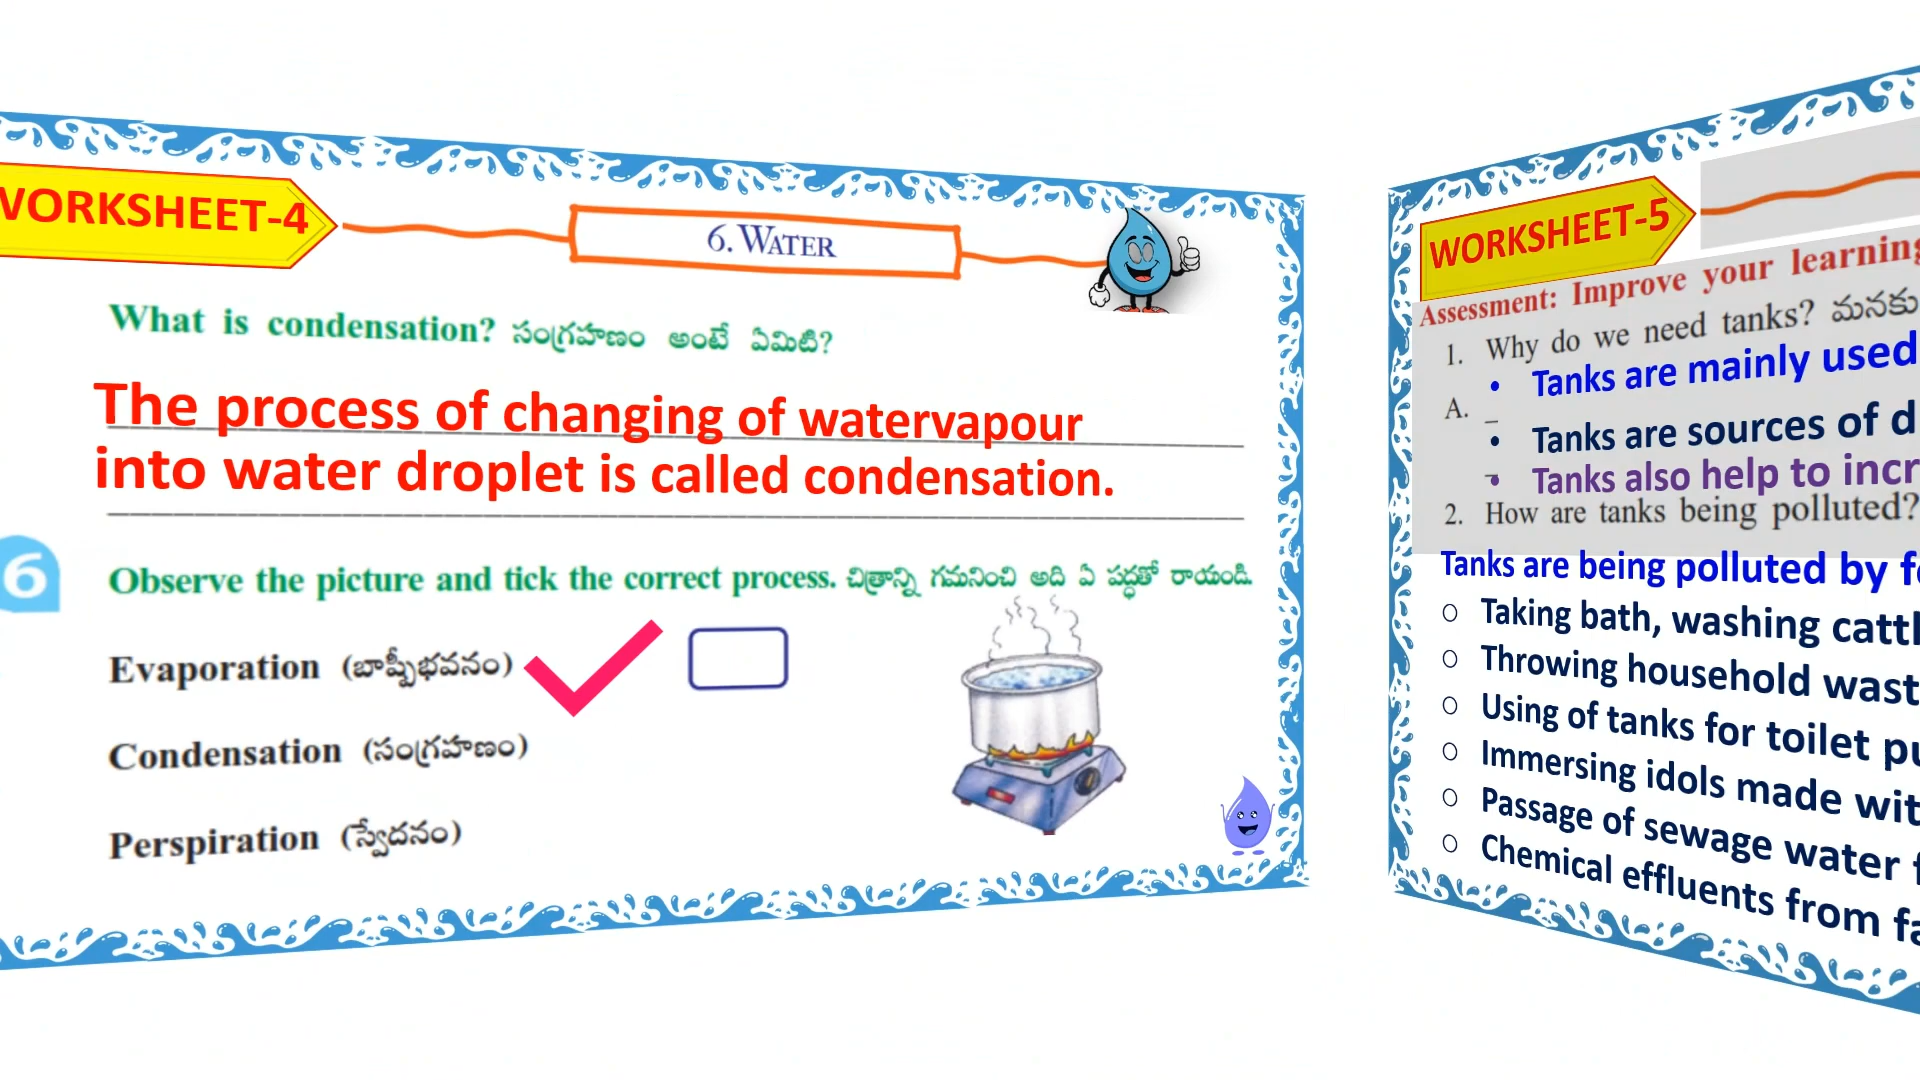 WORKSHEET-4
6. WATER
What is condensation? సంగ్రహణం అంటే ఏమిటి?
The process of changing of watervapour
into water droplet is called condensation.
6
Observe the picture and tick the correct process. చిత్రాన్ని గమనించి అది ఏ పద్ధతో రాయండి.
Evaporation (బాష్పీభవనం)
Condensation (సంగ్రహణం)
Perspiration (స్వేదనం)
WORKSHEET-5
Assessment: Improve your learning
1. Why do we need tanks? మనకు
• Tanks are mainly used
A.
• Tanks are sources of d
• Tanks also help to incr
2. How are tanks being polluted?
Tanks are being polluted by fo
○ Taking bath, washing cattl
○ Throwing household wast
○ Using of tanks for toilet pu
○ Immersing idols made wit
○ Passage of sewage water f
○ Chemical effluents from fa